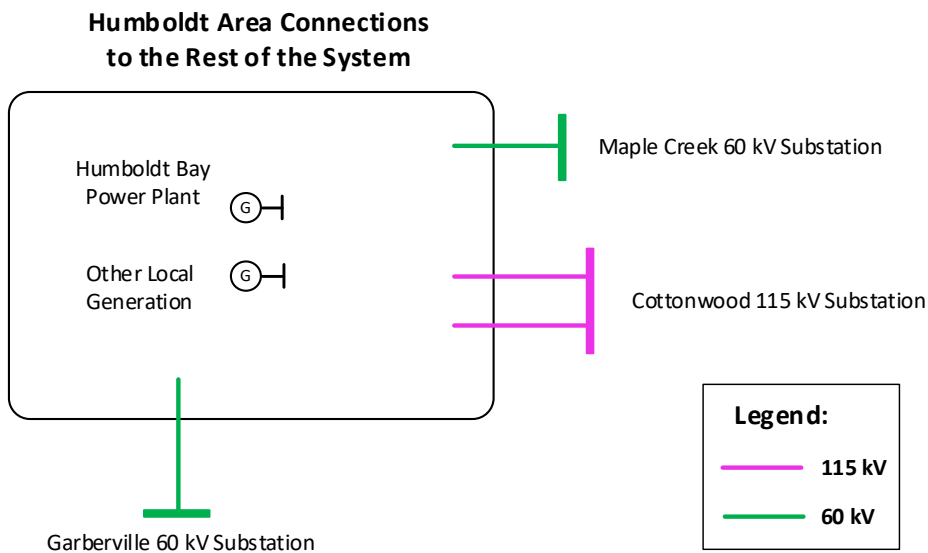 Humboldt Area Connections
to the Rest of the System
Maple Creek 60 kV Substation
Humboldt Bay
Power Plant
G
Other Local
Generation
G
Cottonwood 115 kV Substation
Legend:
115 kV
60 kV
Garberville 60 kV Substation